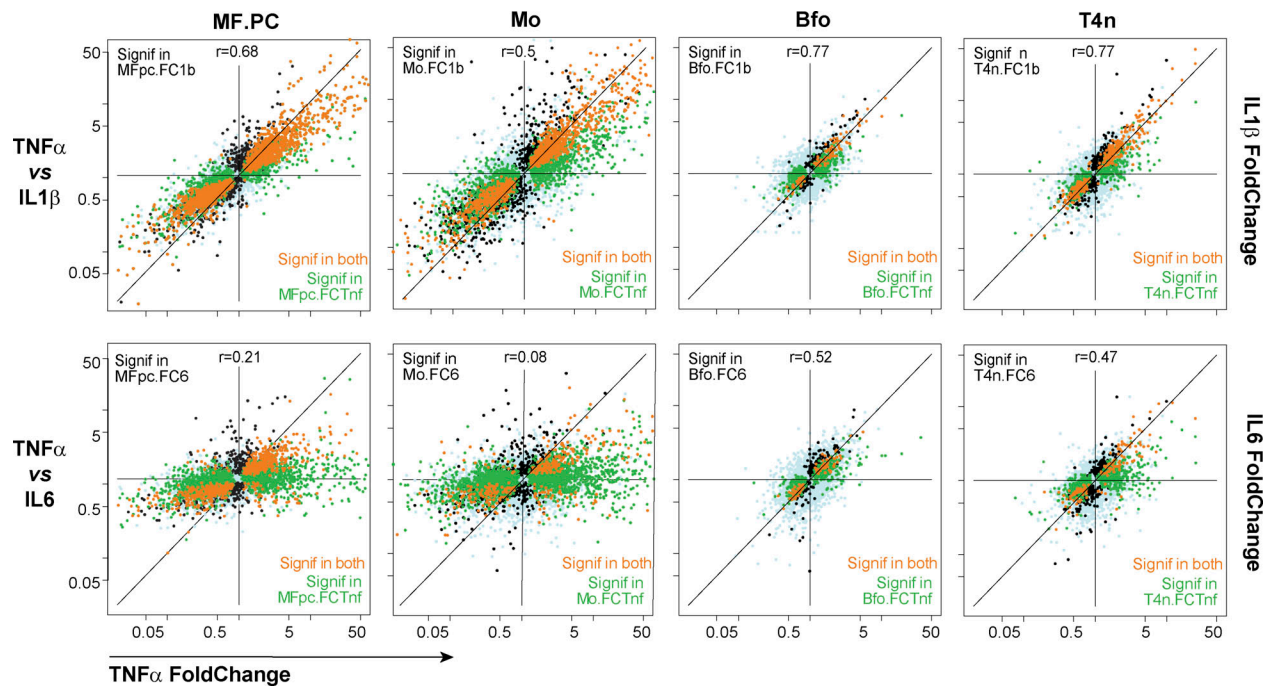 MF.PC Mo Bfo T4n
TNFα
vs
IL1β
50
5
0.5
0.05
Signif in
MFpc.FC1b
r=0.68
Signif in both
Signif in
MFpc.FCTnf
Signif in
Mo.FC1b
r=0.5
Signif in both
Signif in
Mo.FCTnf
Signif in
Bfo.FC1b
r=0.77
Signif in both
Signif in
Bfo.FCTnf
Signif n
T4n.FC1b
r=0.77
Signif in both
Signif in
T4n.FCTnf
IL1β FoldChange
TNFα
vs
IL6
50
5
0.5
0.05
Signif in
MFpc.FC6
r=0.21
Signif in both
Signif in
MFpc.FCTnf
Signif in
Mo.FC6
r=0.08
Signif in both
Signif in
Mo.FCTnf
Signif in
Bfo.FC6
r=0.52
Signif in both
Signif in
Bfo.FCTnf
Signif in
T4n.FC6
r=0.47
Signif in both
Signif in
T4n.FCTnf
IL6 FoldChange
0.05 0.5 5 50 0.05 0.5 5 50 0.05 0.5 5 50 0.05 0.5 5 50
TNFα FoldChange